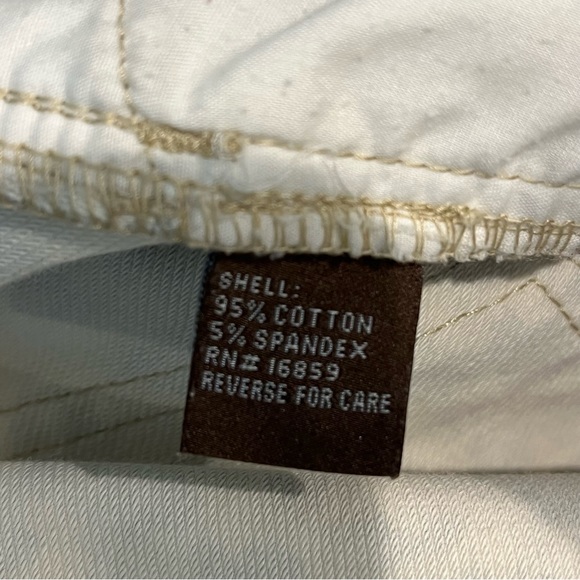 SHELL:
95% COTTON
5% SPANDEX
RN# 16859
REVERSE FOR CARE